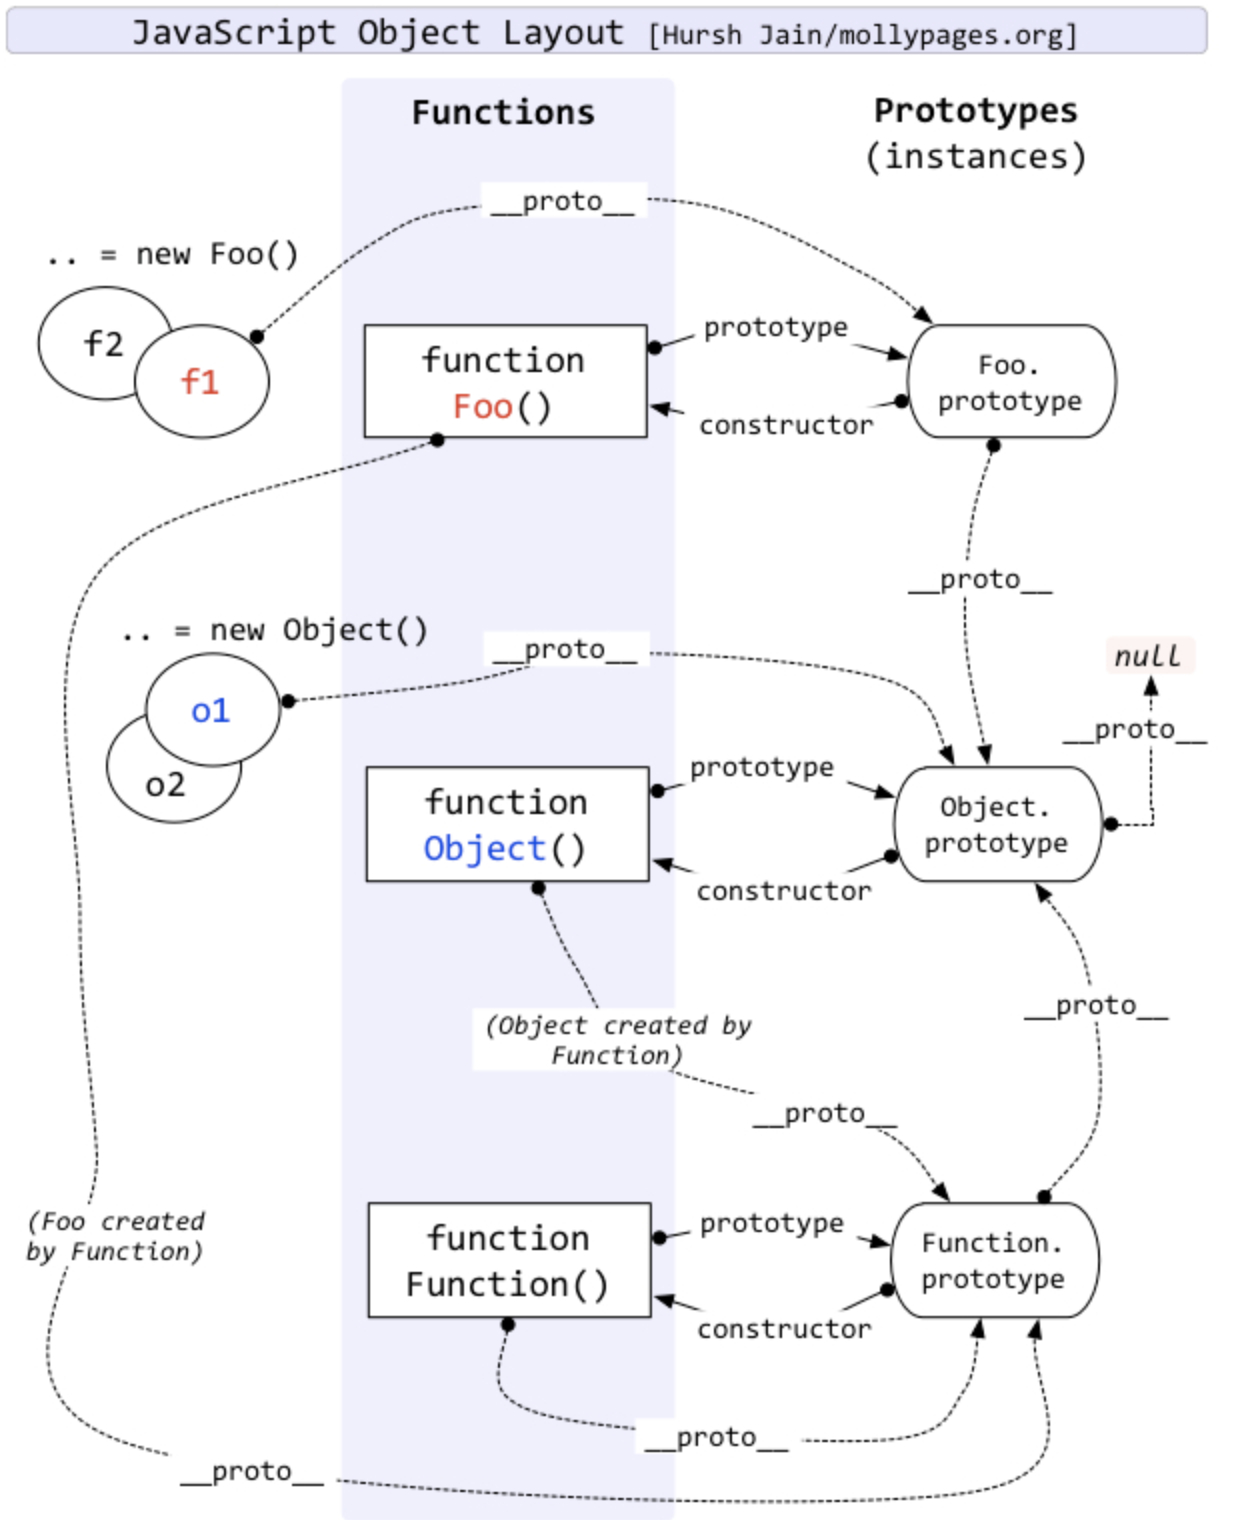 JavaScript Object Layout [Hursh Jain/mollypages.org]
Functions
Prototypes
(instances)
__proto__
.. = new Foo()
f2
f1
function
Foo()
prototype
constructor
Foo.
prototype
__proto__
.. = new Object()
__proto__
o1
o2
null
__proto__
function
Object()
prototype
constructor
Object.
prototype
(Object created by
Function)
__proto__
__proto__
(Foo created
by Function)
function
Function()
prototype
constructor
Function.
prototype
__proto__
__proto__